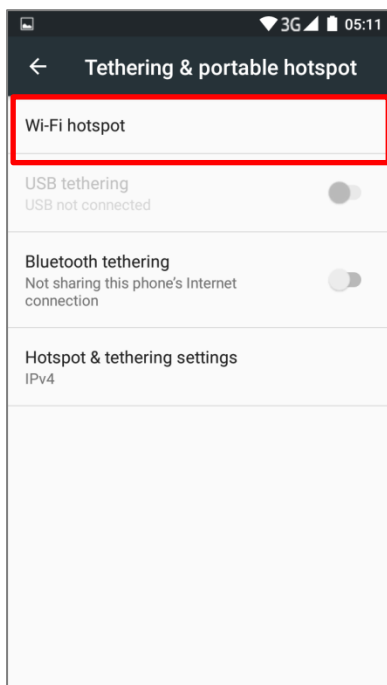 3G 05:11
Tethering & portable hotspot
Wi-Fi hotspot
USB tethering
USB not connected
Bluetooth tethering
Not sharing this phone's Internet
connection
Hotspot & tethering settings
IPv4